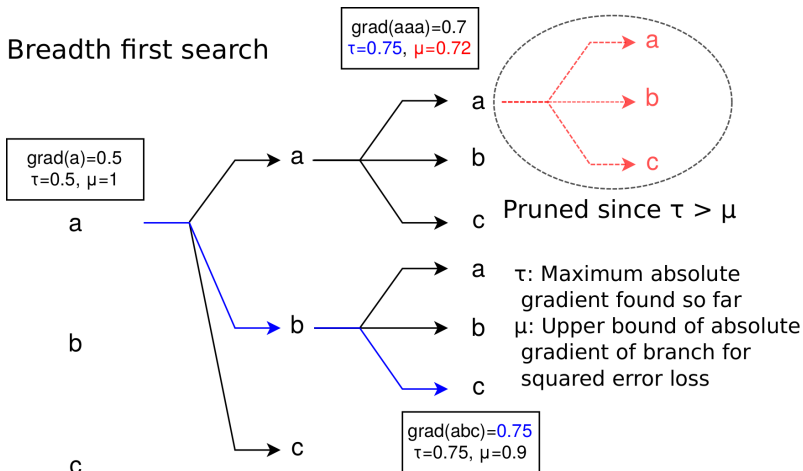 Breadth first search
grad(aaa)=0.7
τ=0.75, μ=0.72
a
b
c
grad(a)=0.5
τ=0.5, μ=1
a
a
a
b
c
Pruned since τ > μ
a
b
b
b
c
τ: Maximum absolute
gradient found so far
μ: Upper bound of absolute
gradient of branch for
squared error loss
grad(abc)=0.75
τ=0.75, μ=0.9
c
c